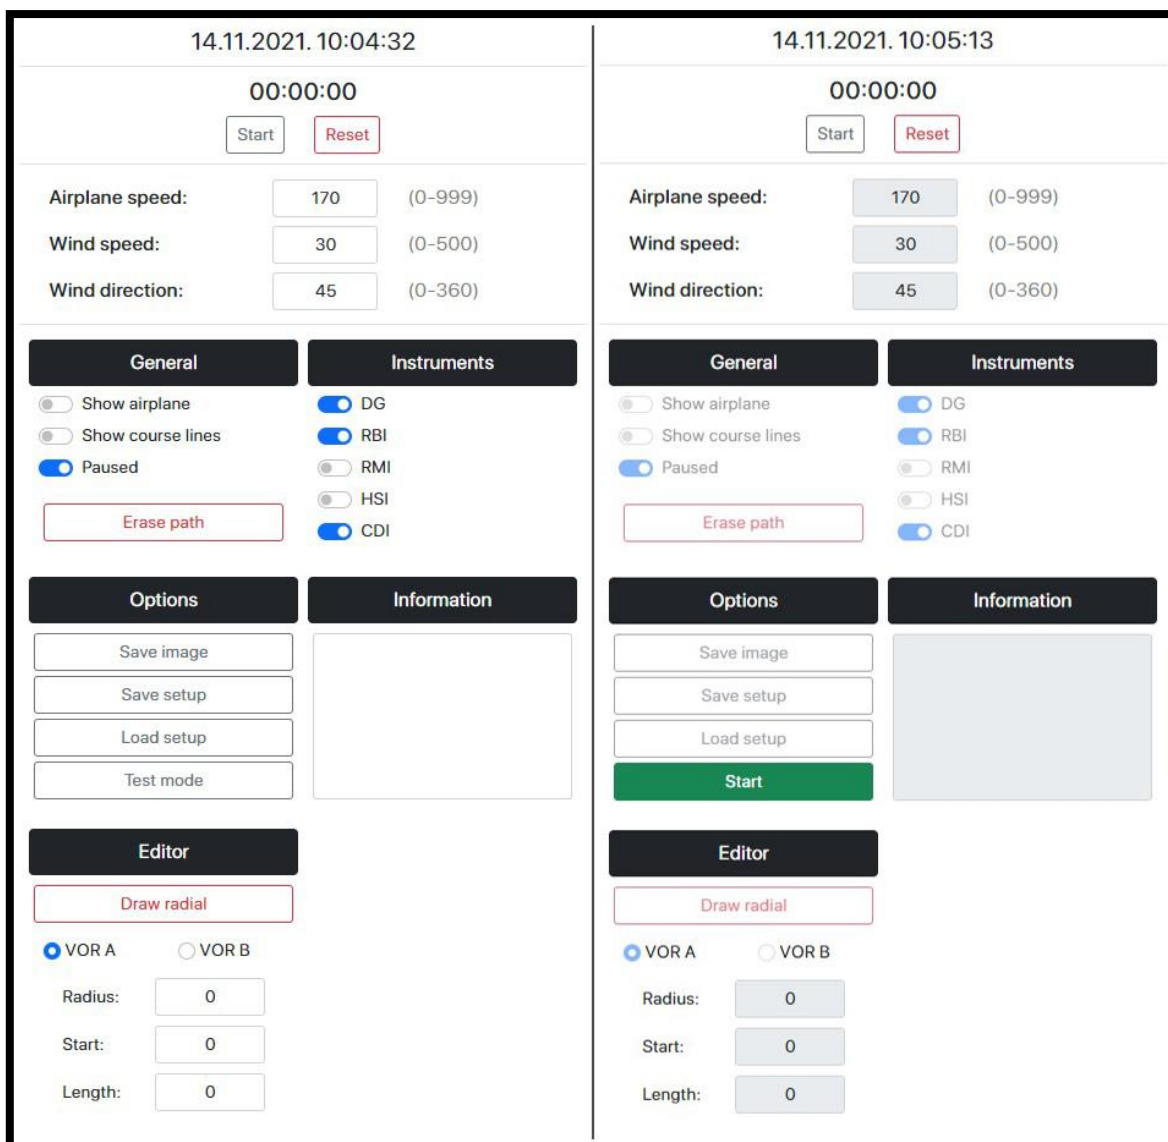 14.11.2021. 10:04:32
00:00:00
Start Reset
Airplane speed: 170 (0-999)
Wind speed: 30 (0-500)
Wind direction: 45 (0-360)
General Instruments
Show airplane DG
Show course lines RBI
Paused RMI
HSI
Erase path CDI
Options Information
Save image
Save setup
Load setup
Test mode
Editor
Draw radial
VOR A VOR B
Radius: 0
Start: 0
Length: 0
14.11.2021. 10:05:13
00:00:00
Start Reset
Airplane speed: 170 (0-999)
Wind speed: 30 (0-500)
Wind direction: 45 (0-360)
General Instruments
Show airplane DG
Show course lines RBI
Paused RMI
HSI
Erase path CDI
Options Information
Save image
Save setup
Load setup
Start
Editor
Draw radial
VOR A VOR B
Radius: 0
Start: 0
Length: 0